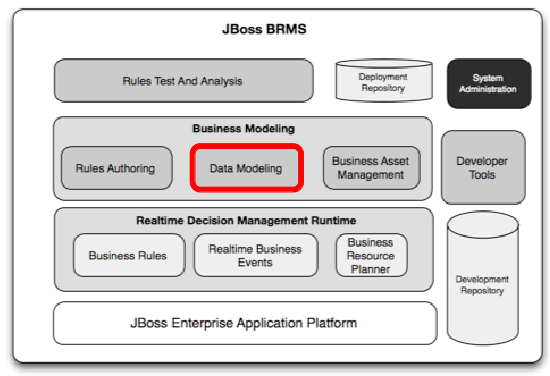 JBoss BRMS
Rules Test And Analysis
Deployment
Repository
System
Administration
Business Modeling
Rules Authoring
Data Modeling
Business Asset
Management
Developer
Tools
Realtime Decision Management Runtime
Business Rules
Realtime Business
Events
Business
Resource
Planner
Development
Repository
JBoss Enterprise Application Platform